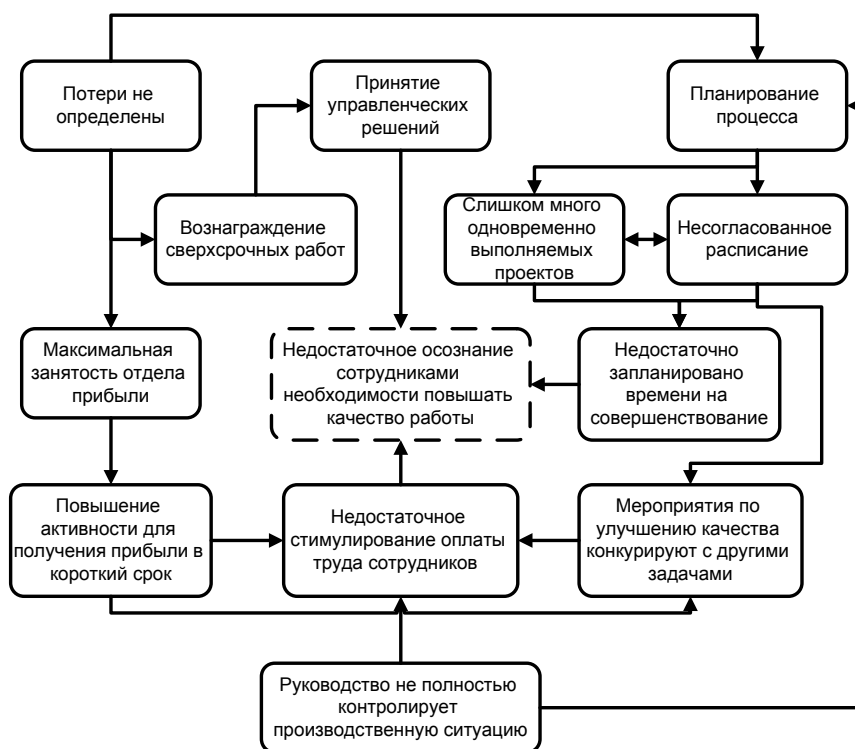 Потери не
определены
Принятие
управленческих
решений
Планирование
процесса
Вознаграждение
сверхсрочных работ
Слишком много
одновременно
выполняемых
проектов
Несогласованное
расписание
Максимальная
занятость отдела
прибыли
Недостаточное осознание
сотрудниками
необходимости повышать
качество работы
Недостаточно
запланировано
времени на
совершенствование
Повышение
активности для
получения прибыли в
короткий срок
Недостаточное
стимулирование оплаты
труда сотрудников
Мероприятия по
улучшению качества
конкурируют с другими
задачами
Руководство не полностью
контролирует
производственную ситуацию